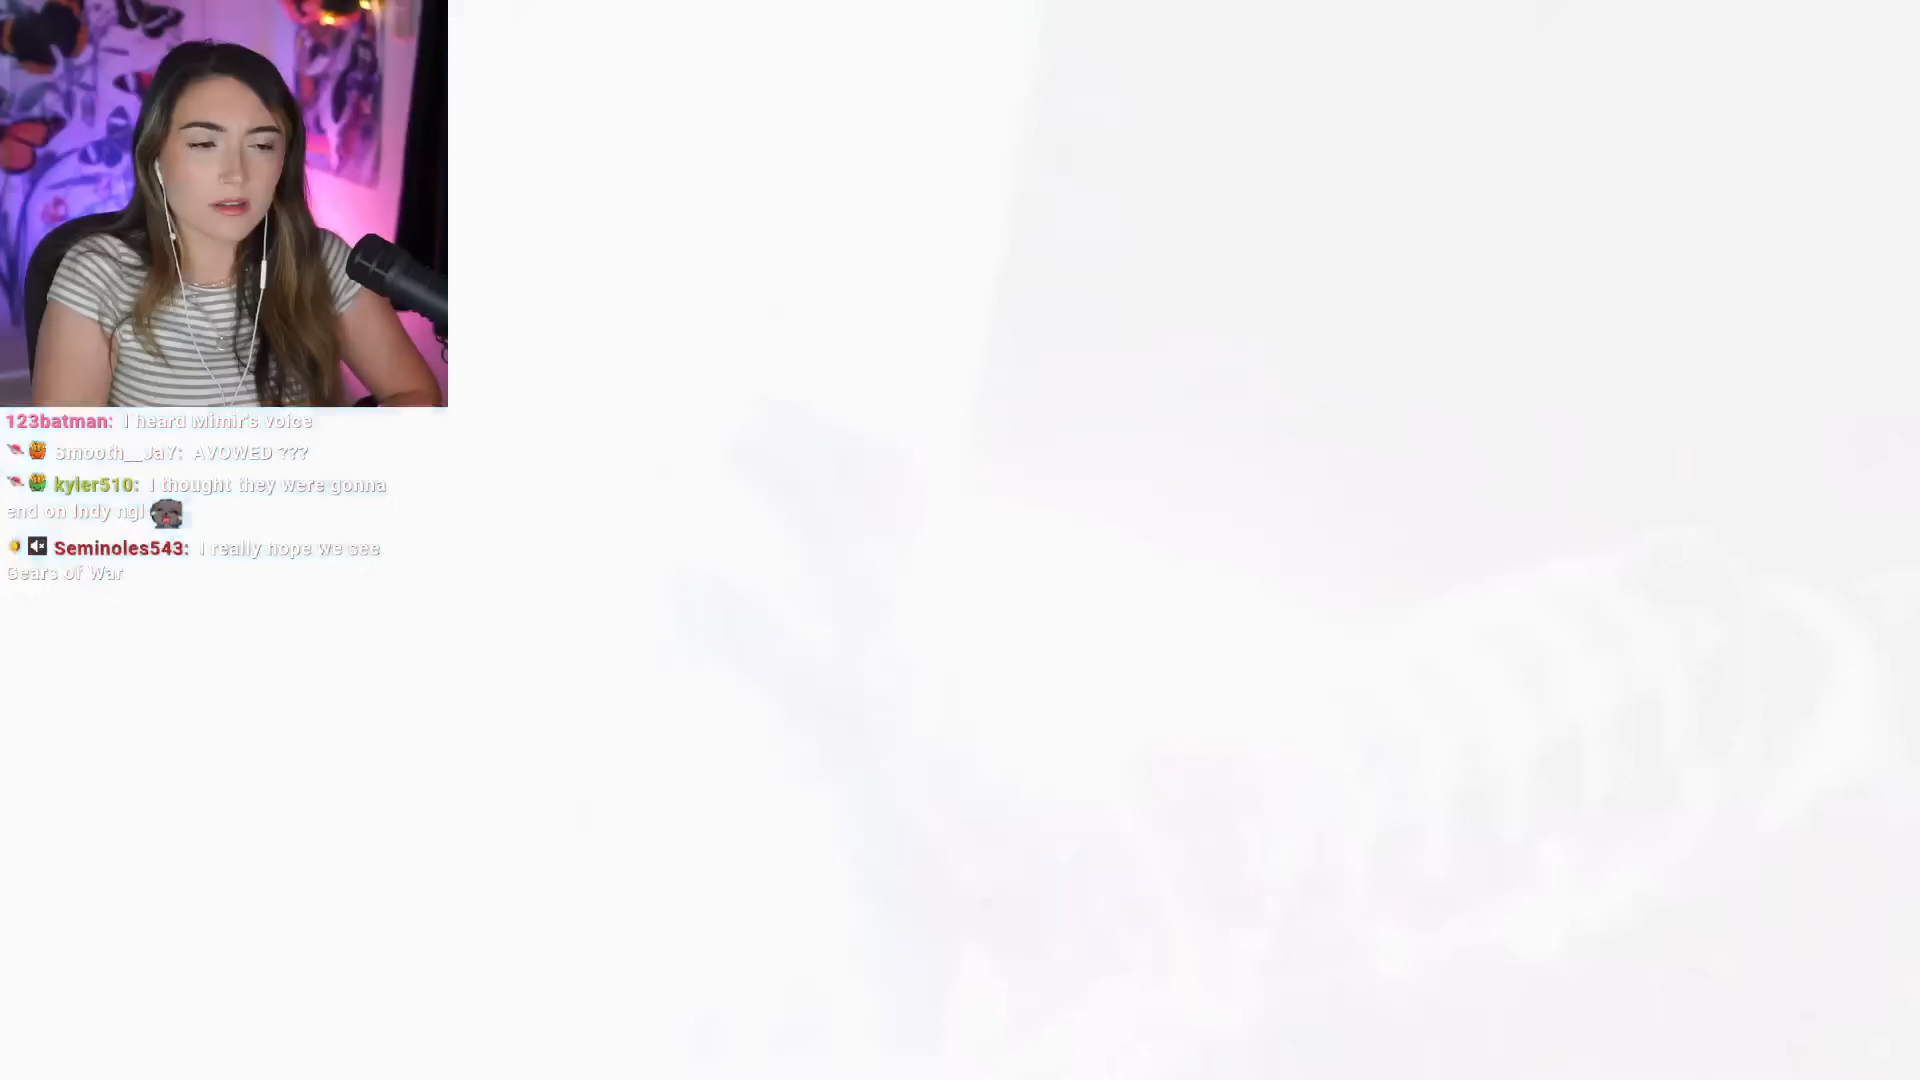 123batman: I heard Mimir's voice
Smooth__JaY: AVOWED ???
kyler510: I thought they were gonna
end on Indy ngl
Seminoles543: I really hope we see
Gears of War